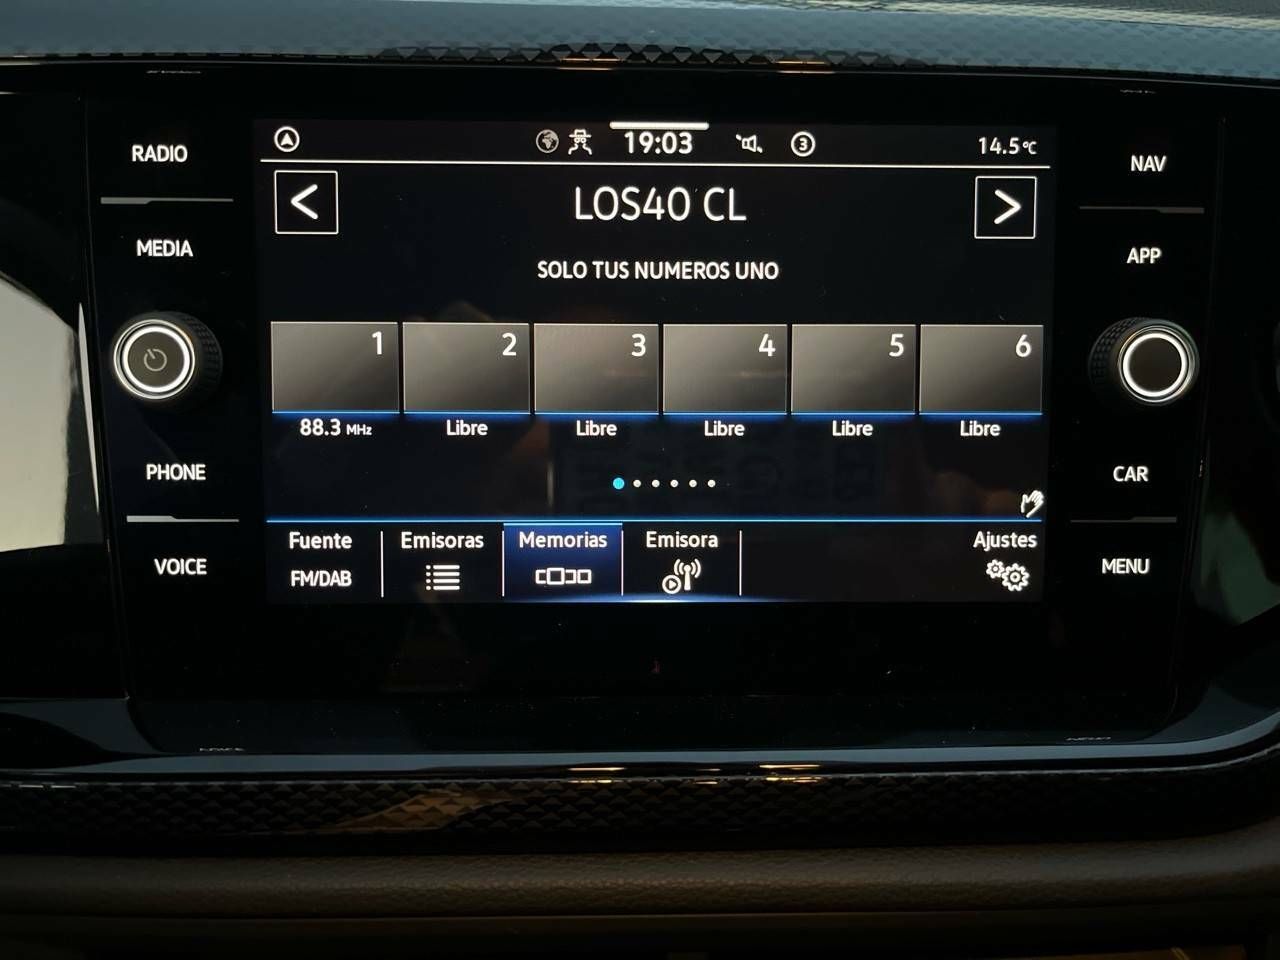 RADIO
MEDIA
PHONE
VOICE
19:03
3
14.5°C
<
LOS40 CL
>
SOLO TUS NUMEROS UNO
1 2 3 4 5 6
88.3 MHz Libre Libre Libre Libre Libre
Fuente Emisoras Memorias Emisora Ajustes
FM/DAB
NAV
APP
CAR
MENU